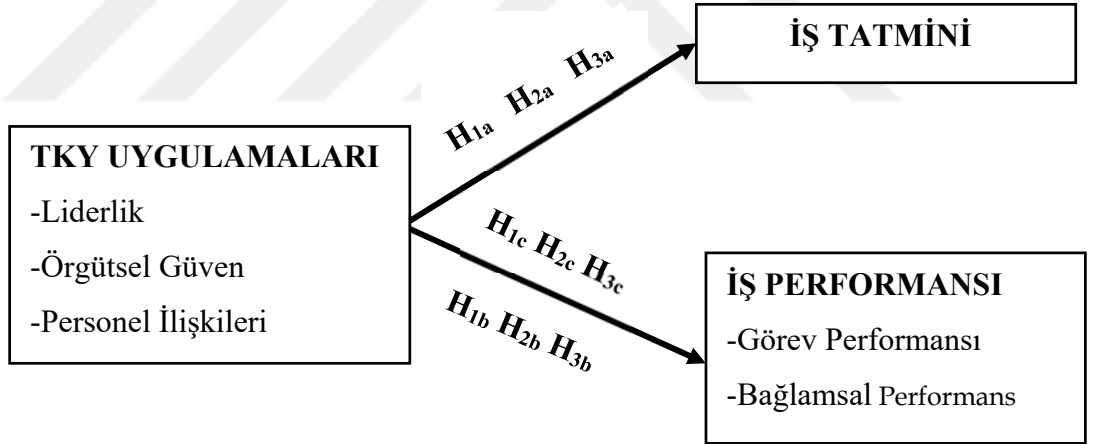 İŞ TATMİNİ
H1a H2a H3a
TKY UYGULAMALARI
-Liderlik
-Örgütsel Güven
-Personel İlişkileri
H1c H2c H3c
H1b H2b H3b
İŞ PERFORMANSI
-Görev Performansı
-Bağlamsal Performans